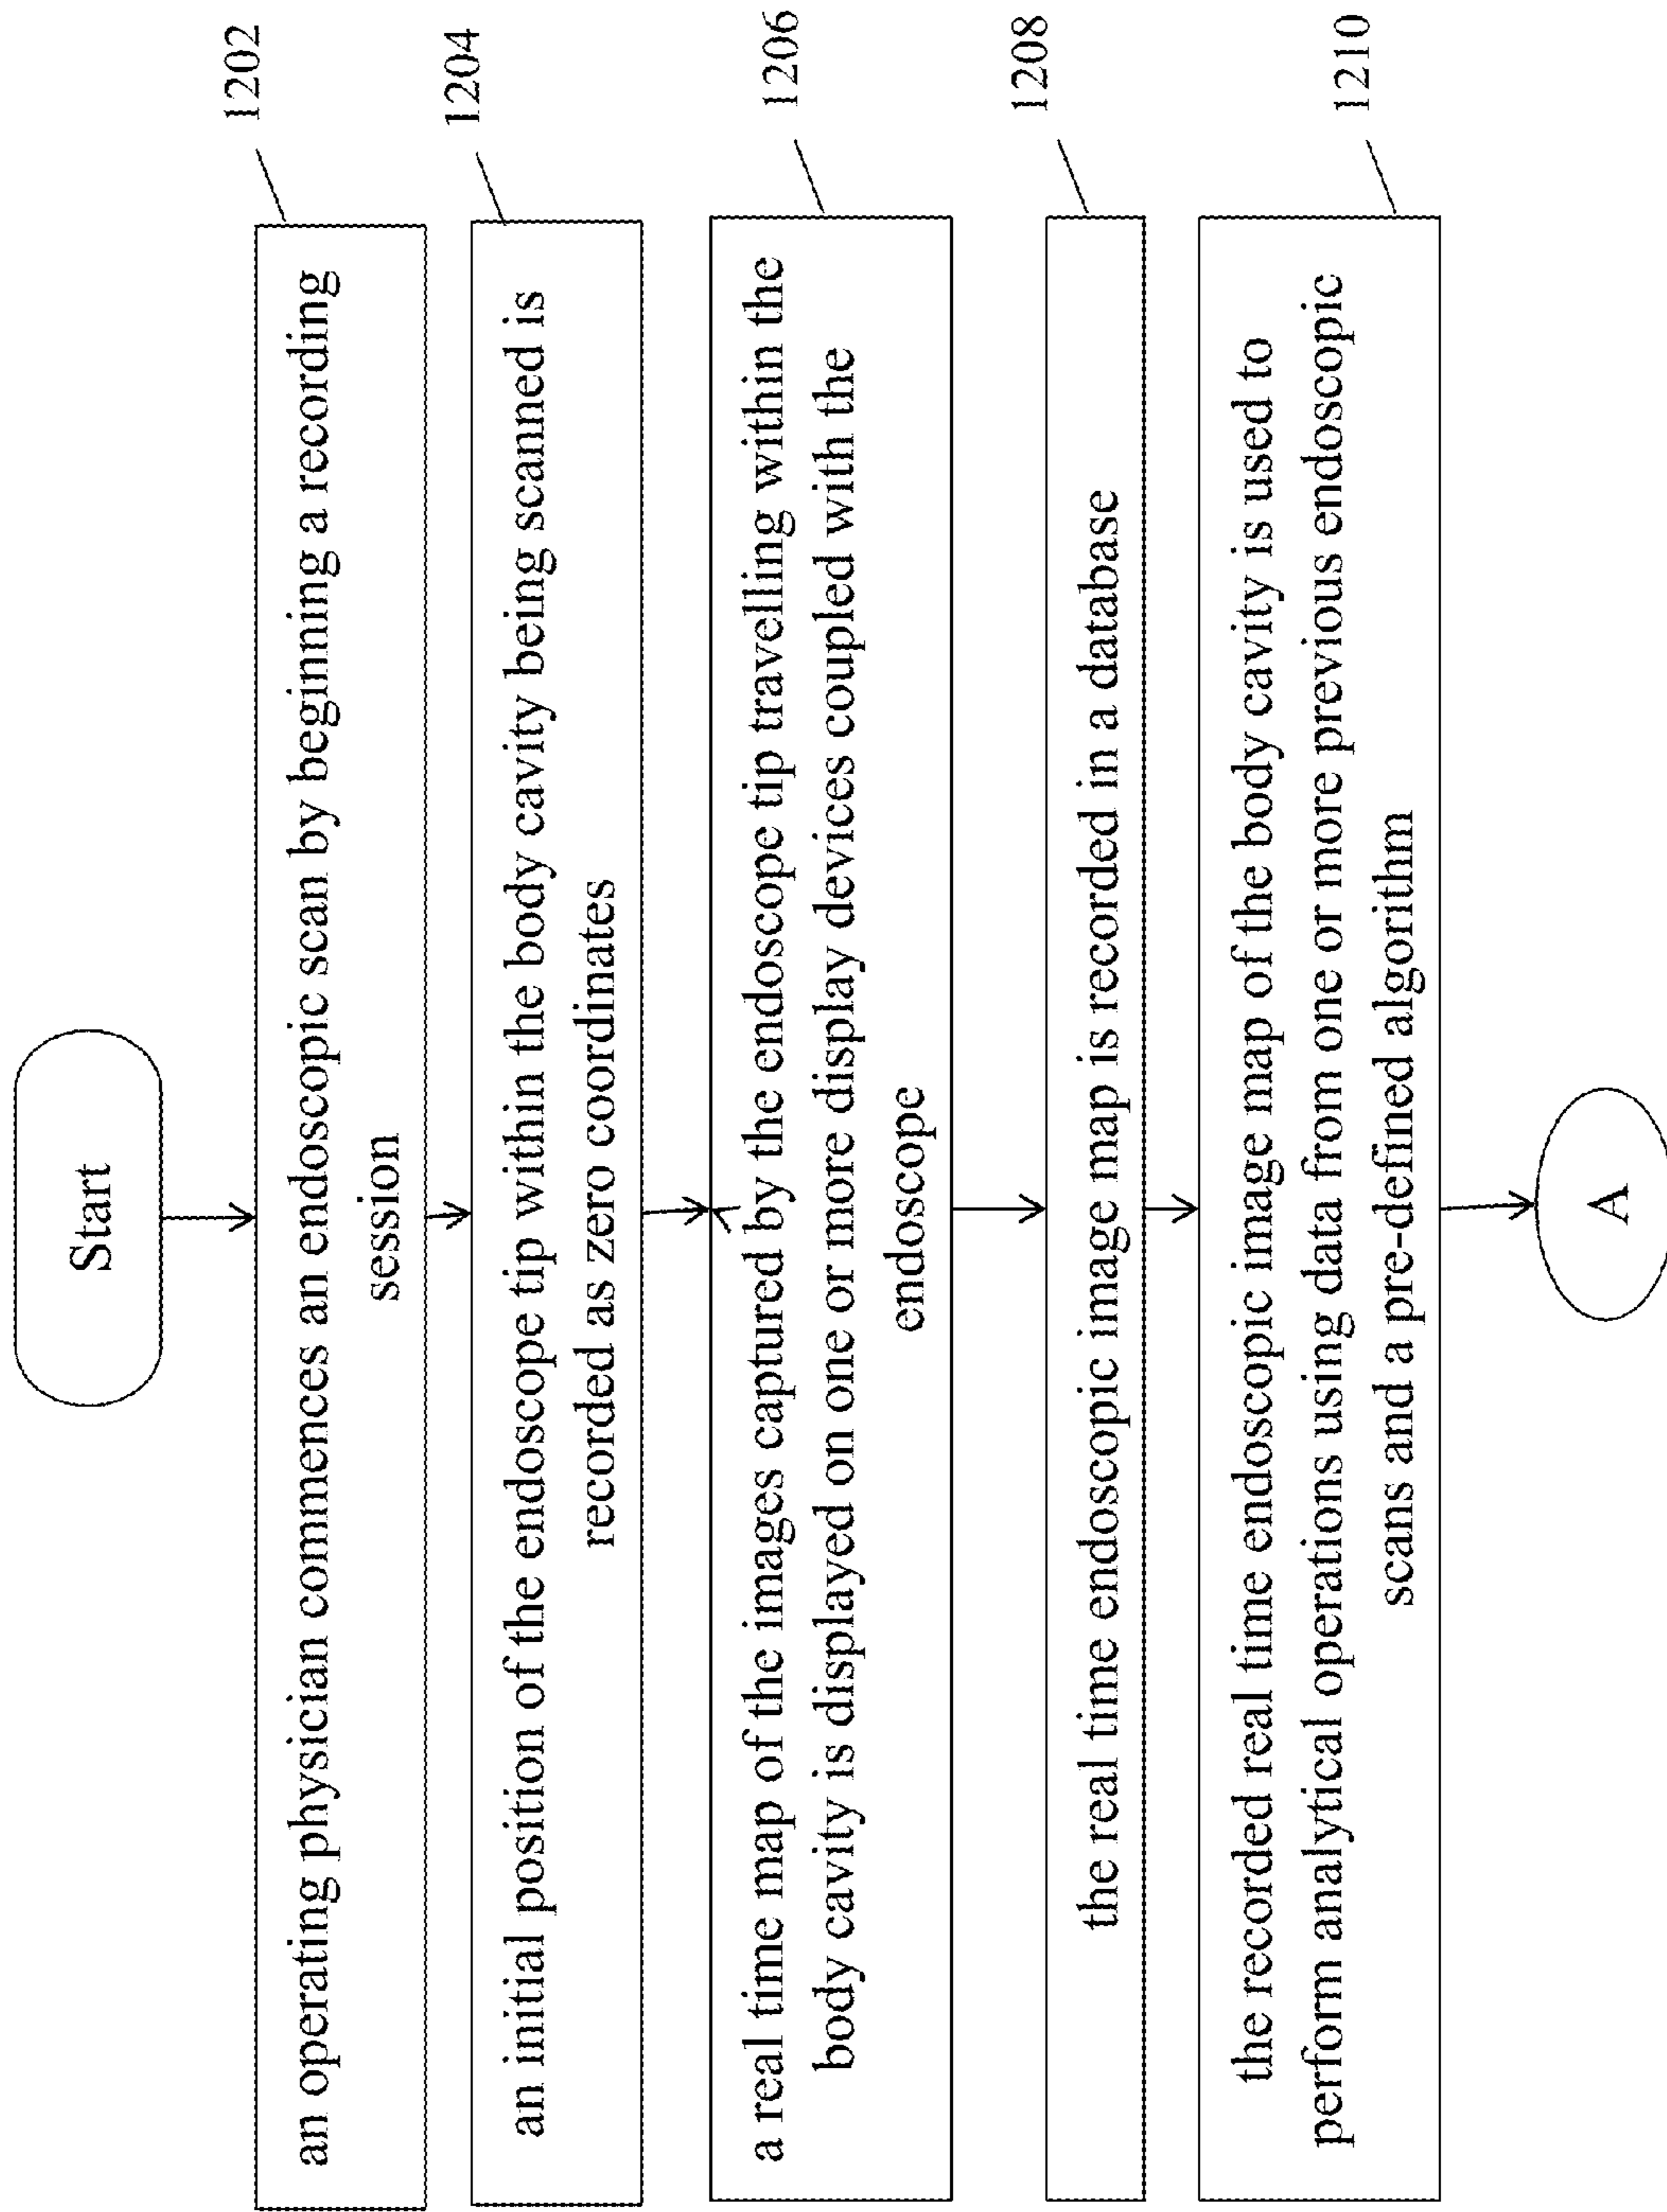 Start
1202
an operating physician commences an endoscopic scan by beginning a recording
session
1204
an initial position of the endoscope tip within the body cavity being scanned is
recorded as zero coordinates
1206
a real time map of the images captured by the endoscope tip travelling within the
body cavity is displayed on one or more display devices coupled with the
endoscope
1208
the real time endoscopic image map is recorded in a database
1210
the recorded real time endoscopic image map of the body cavity is used to
perform analytical operations using data from one or more previous endoscopic
scans and a pre-defined algorithm
A